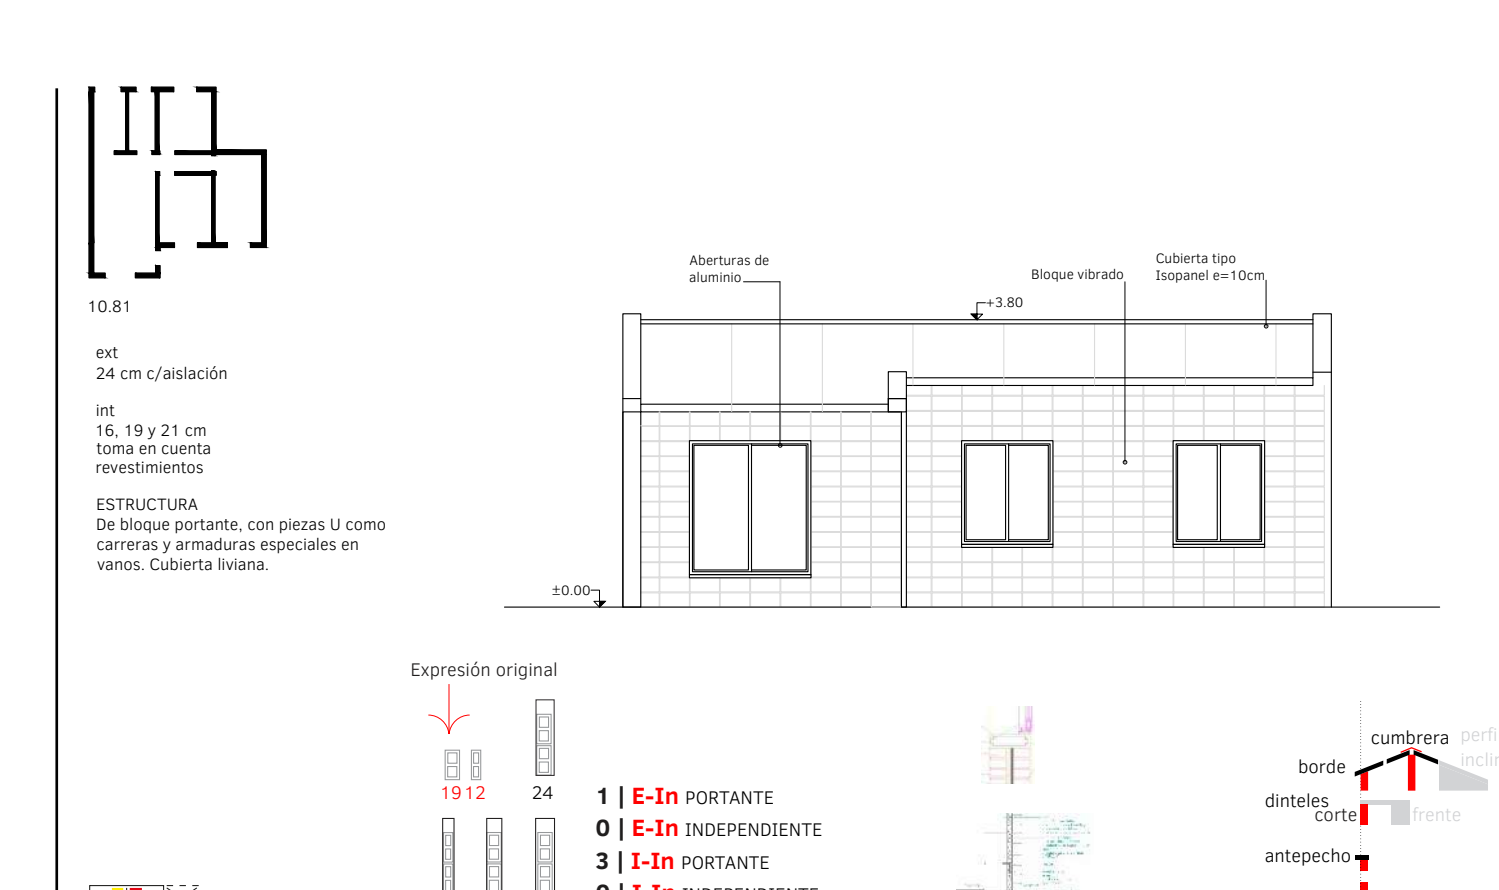 10.81
ext
24 cm c/aislación
int
16, 19 y 21 cm
toma en cuenta
revestimientos
ESTRUCTURA
De bloque portante, con piezas U como
carreras y armaduras especiales en
vanos. Cubierta liviana.
Aberturas de
aluminio
Bloque vibrado
Cubierta tipo
Isopanel e=10cm
+3.80
±0.00
Expresión original
19 12
24
1 | E-In PORTANTE
0 | E-In INDEPENDIENTE
3 | I-In PORTANTE
0 | I-In INDEPENDIENTE
cumbrera
borde
dinteles
corte
frente
antepecho